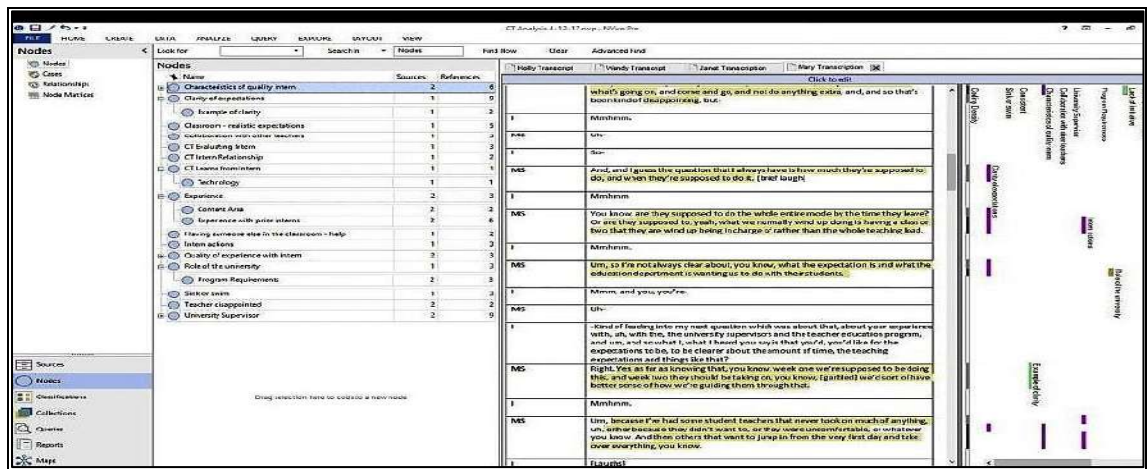 CT Analysis 4-12-17.nvp - NVivo Pro
FILE HOME CREATE DATA ANALYZE QUERY EXPLORE LAYOUT VIEW
Nodes
Look for Search in Nodes Find Now Clear Advanced Find
Nodes
Cases
Relationships
Node Matrices
Nodes
Name Sources References
Characteristics of quality intern 2 6
Clarity of expectations 1 9
Example of clarity 1 2
Classroom - realistic expectations 1 5
Collaboration with other teachers 1 3
CT Evaluating Intern 1 3
CT Intern Relationship 1 2
CT Learns from intern 1 1
Technology 1 1
Experience 2 3
Content Area 2 2
Experience with prior interns 2 6
Having someone else in the classroom - help 1 2
Intern actions 1 3
Quality of experience with intern 2 3
Role of the university 1 3
Program Requirements 2 3
Sink or swim 1 3
Teacher disappointed 2 2
University Supervisor 2 9
Drag selection here to code to a new node
Sources
Nodes
Classifications
Collections
Queries
Reports
Maps
Holly Transcript Wendy Transcript Janet Transcription Mary Transcription
Click to edit
what's going on, and come and go, and not do anything extra, and, and so that's
been kind of disappointing, but-
I Mmhmm.
MS Uh-
I So-
MS And, and I guess the question that I always have is how much they're supposed to
do, and when they're supposed to do it. [brief laugh]
I Mmhmm
MS You know, are they supposed to do the whole entire mode by the time they leave?
Or are they supposed to, yeah, what we normally wind up doing is having a class or
two that they are wind up being in charge of rather than the whole teaching load.
I Mmhmm.
MS Um, so I'm not always clear about, you know, what the expectation is and what the
education department is wanting us to do with their students.
I Mmm, and you, you're-
MS Uh-
I -Kind of leading into my next question which was about that, about your experience
with, uh, with the, the university supervisors and the teacher education program,
and um, and so what I, what I heard you say is that you'd, you'd like for the
expectations to be, to be clearer about the amount of time, the teaching
expectations and things like that?
MS Right. Yes as far as knowing that, you know, week one we're supposed to be doing
this, and week two they should be taking on, you know, [garbled] we'd sort of have
better sense of how we're guiding them through that.
I Mmhmm.
MS Um, because I've had some student teachers that never took on much of anything,
uh, either because they didn't want to, or they were uncomfortable, or whatever
you know. And then others that want to jump in from the very first day and take
over everything, you know.
I [Laughs]
Coding Density
Sink or swim
Consistent
Characteristics of quality intern
Collaboration with other teachers
University Supervisor
Program Requirements
Lack of initiative
Clarity of expectations
Intern actions
Role of the university
Example of clarity